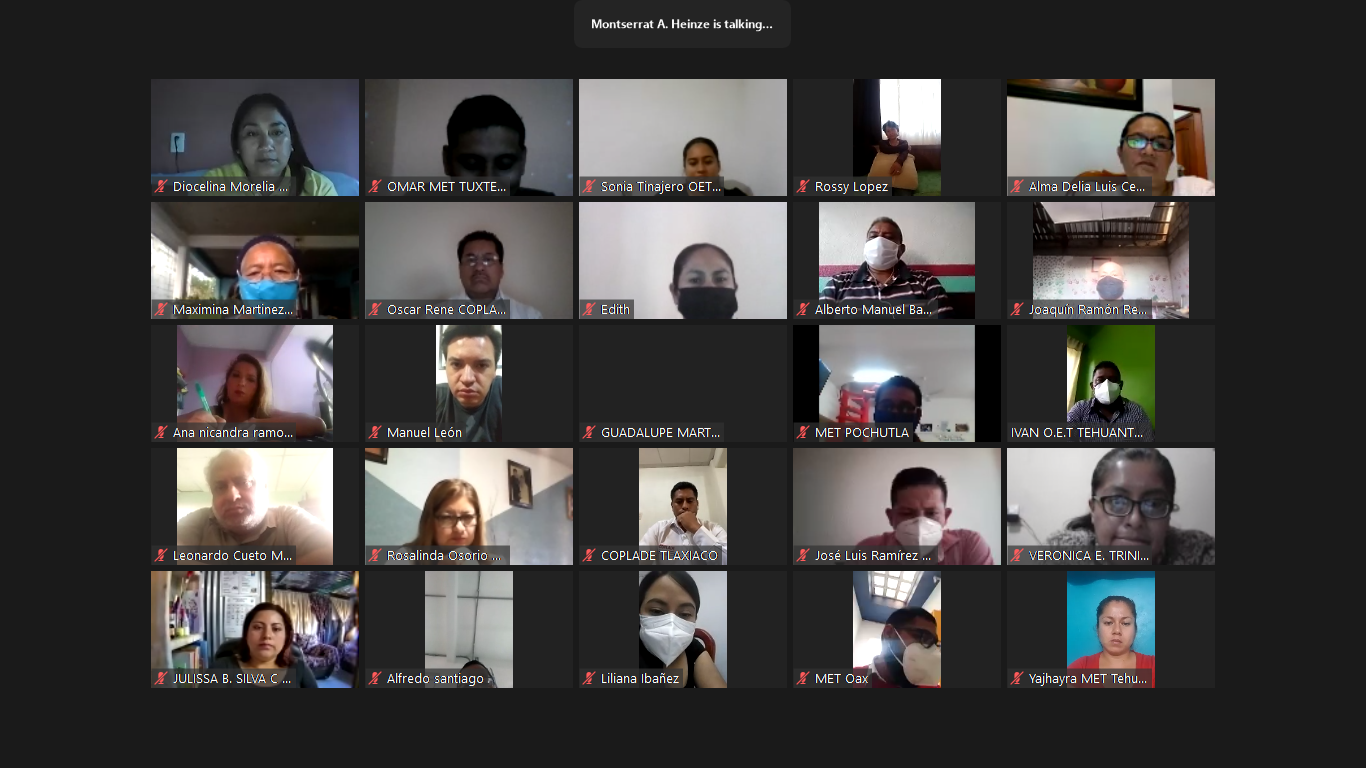 Montserrat A. Heinze is talking...
Diocelina Morelia ...
OMAR MET TUXTE...
Sonia Tinajero OET...
Rossy Lopez
Alma Delia Luis Ce...
Maximina Martinez...
Oscar Rene COPLA...
Edith
Alberto Manuel Ba...
Joaquín Ramón Re...
Ana nicandra ramo...
Manuel León
GUADALUPE MART...
MET POCHUTLA
IVAN O.E.T TEHUANT...
Leonardo Cueto M...
Rosalinda Osorio ...
COPLADE TLAXIACO
José Luis Ramírez ...
VERONICA E. TRINI...
JULISSA B. SILVA C ...
Alfredo santiago
Liliana Ibañez
MET Oax
Yajhayra MET Tehu...